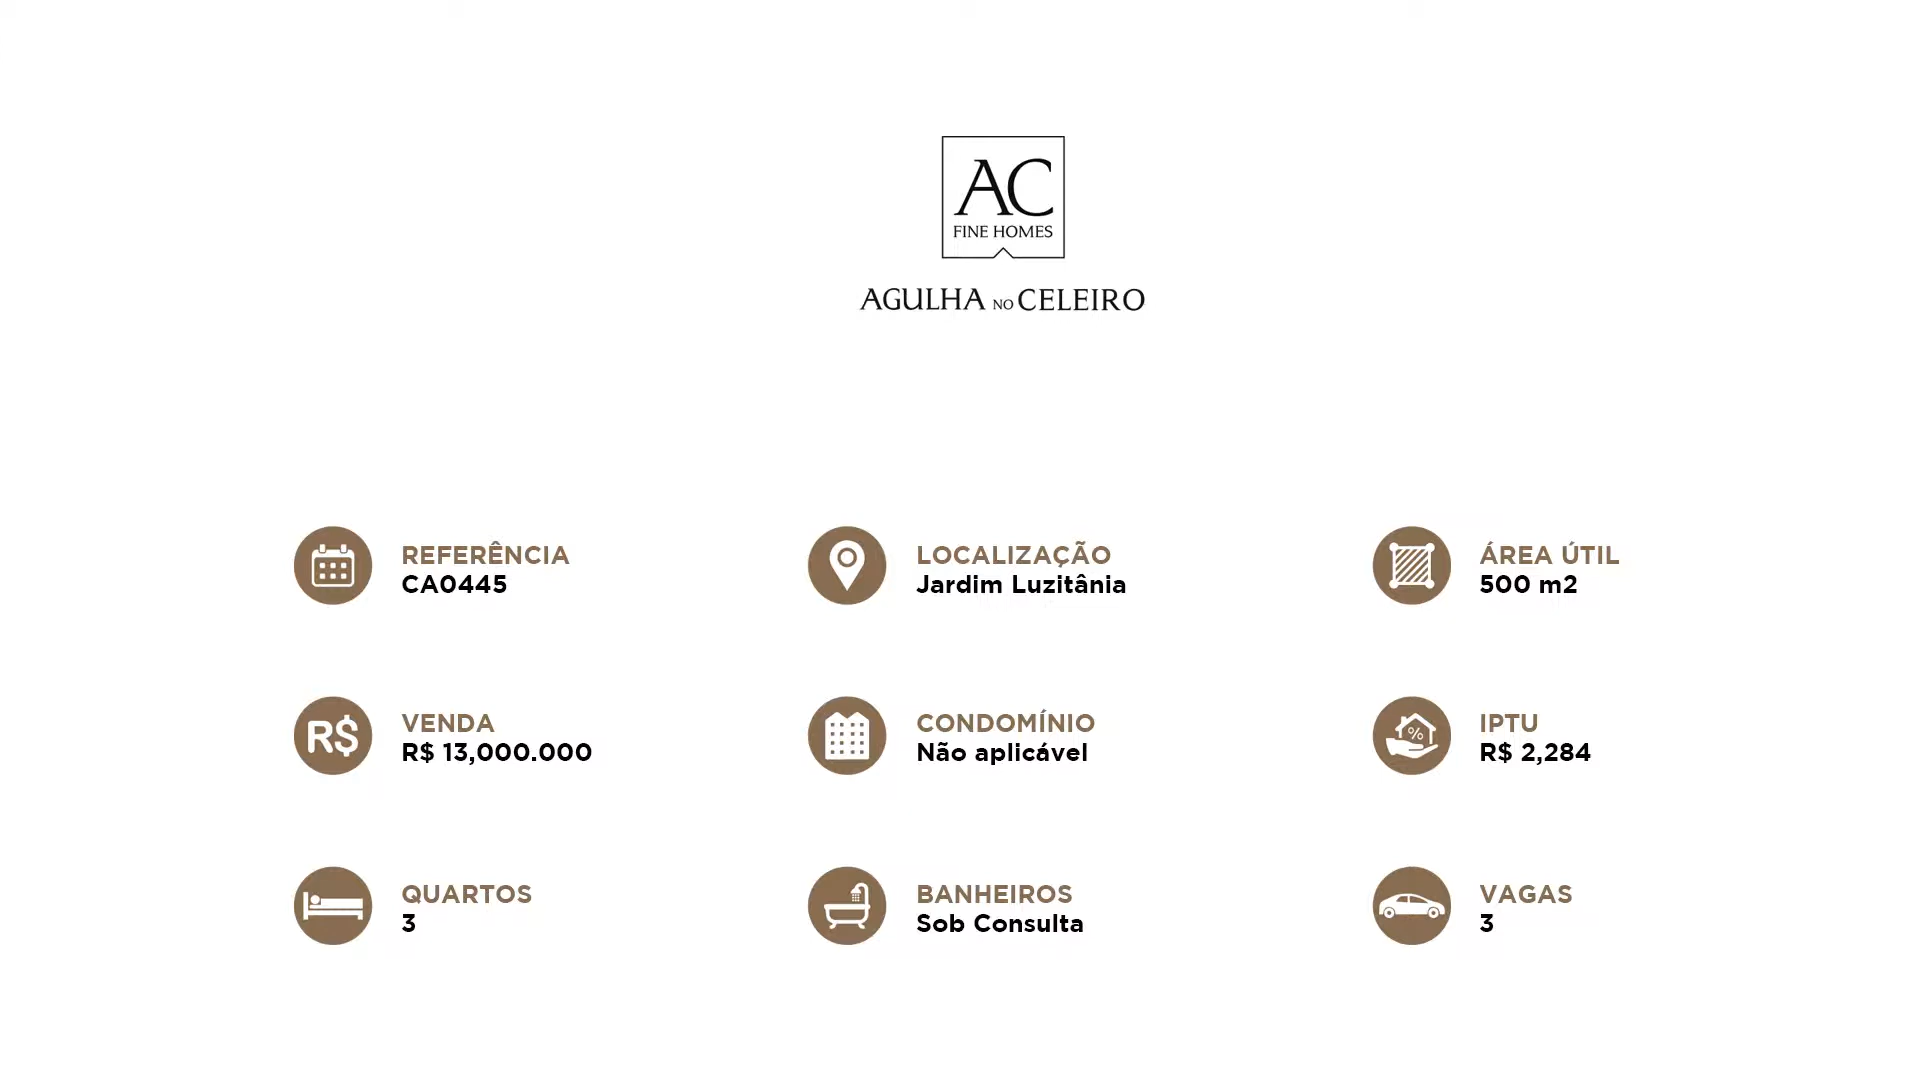 AC
FINE HOMES
AGULHA NO CELEIRO
REFERÊNCIA
CA0445
LOCALIZAÇÃO
Jardim Luzitânia
ÁREA ÚTIL
500 m2
R$
VENDA
R$ 13,000.000
CONDOMÍNIO
Não aplicável
%
IPTU
R$ 2,284
QUARTOS
3
BANHEIROS
Sob Consulta
VAGAS
3